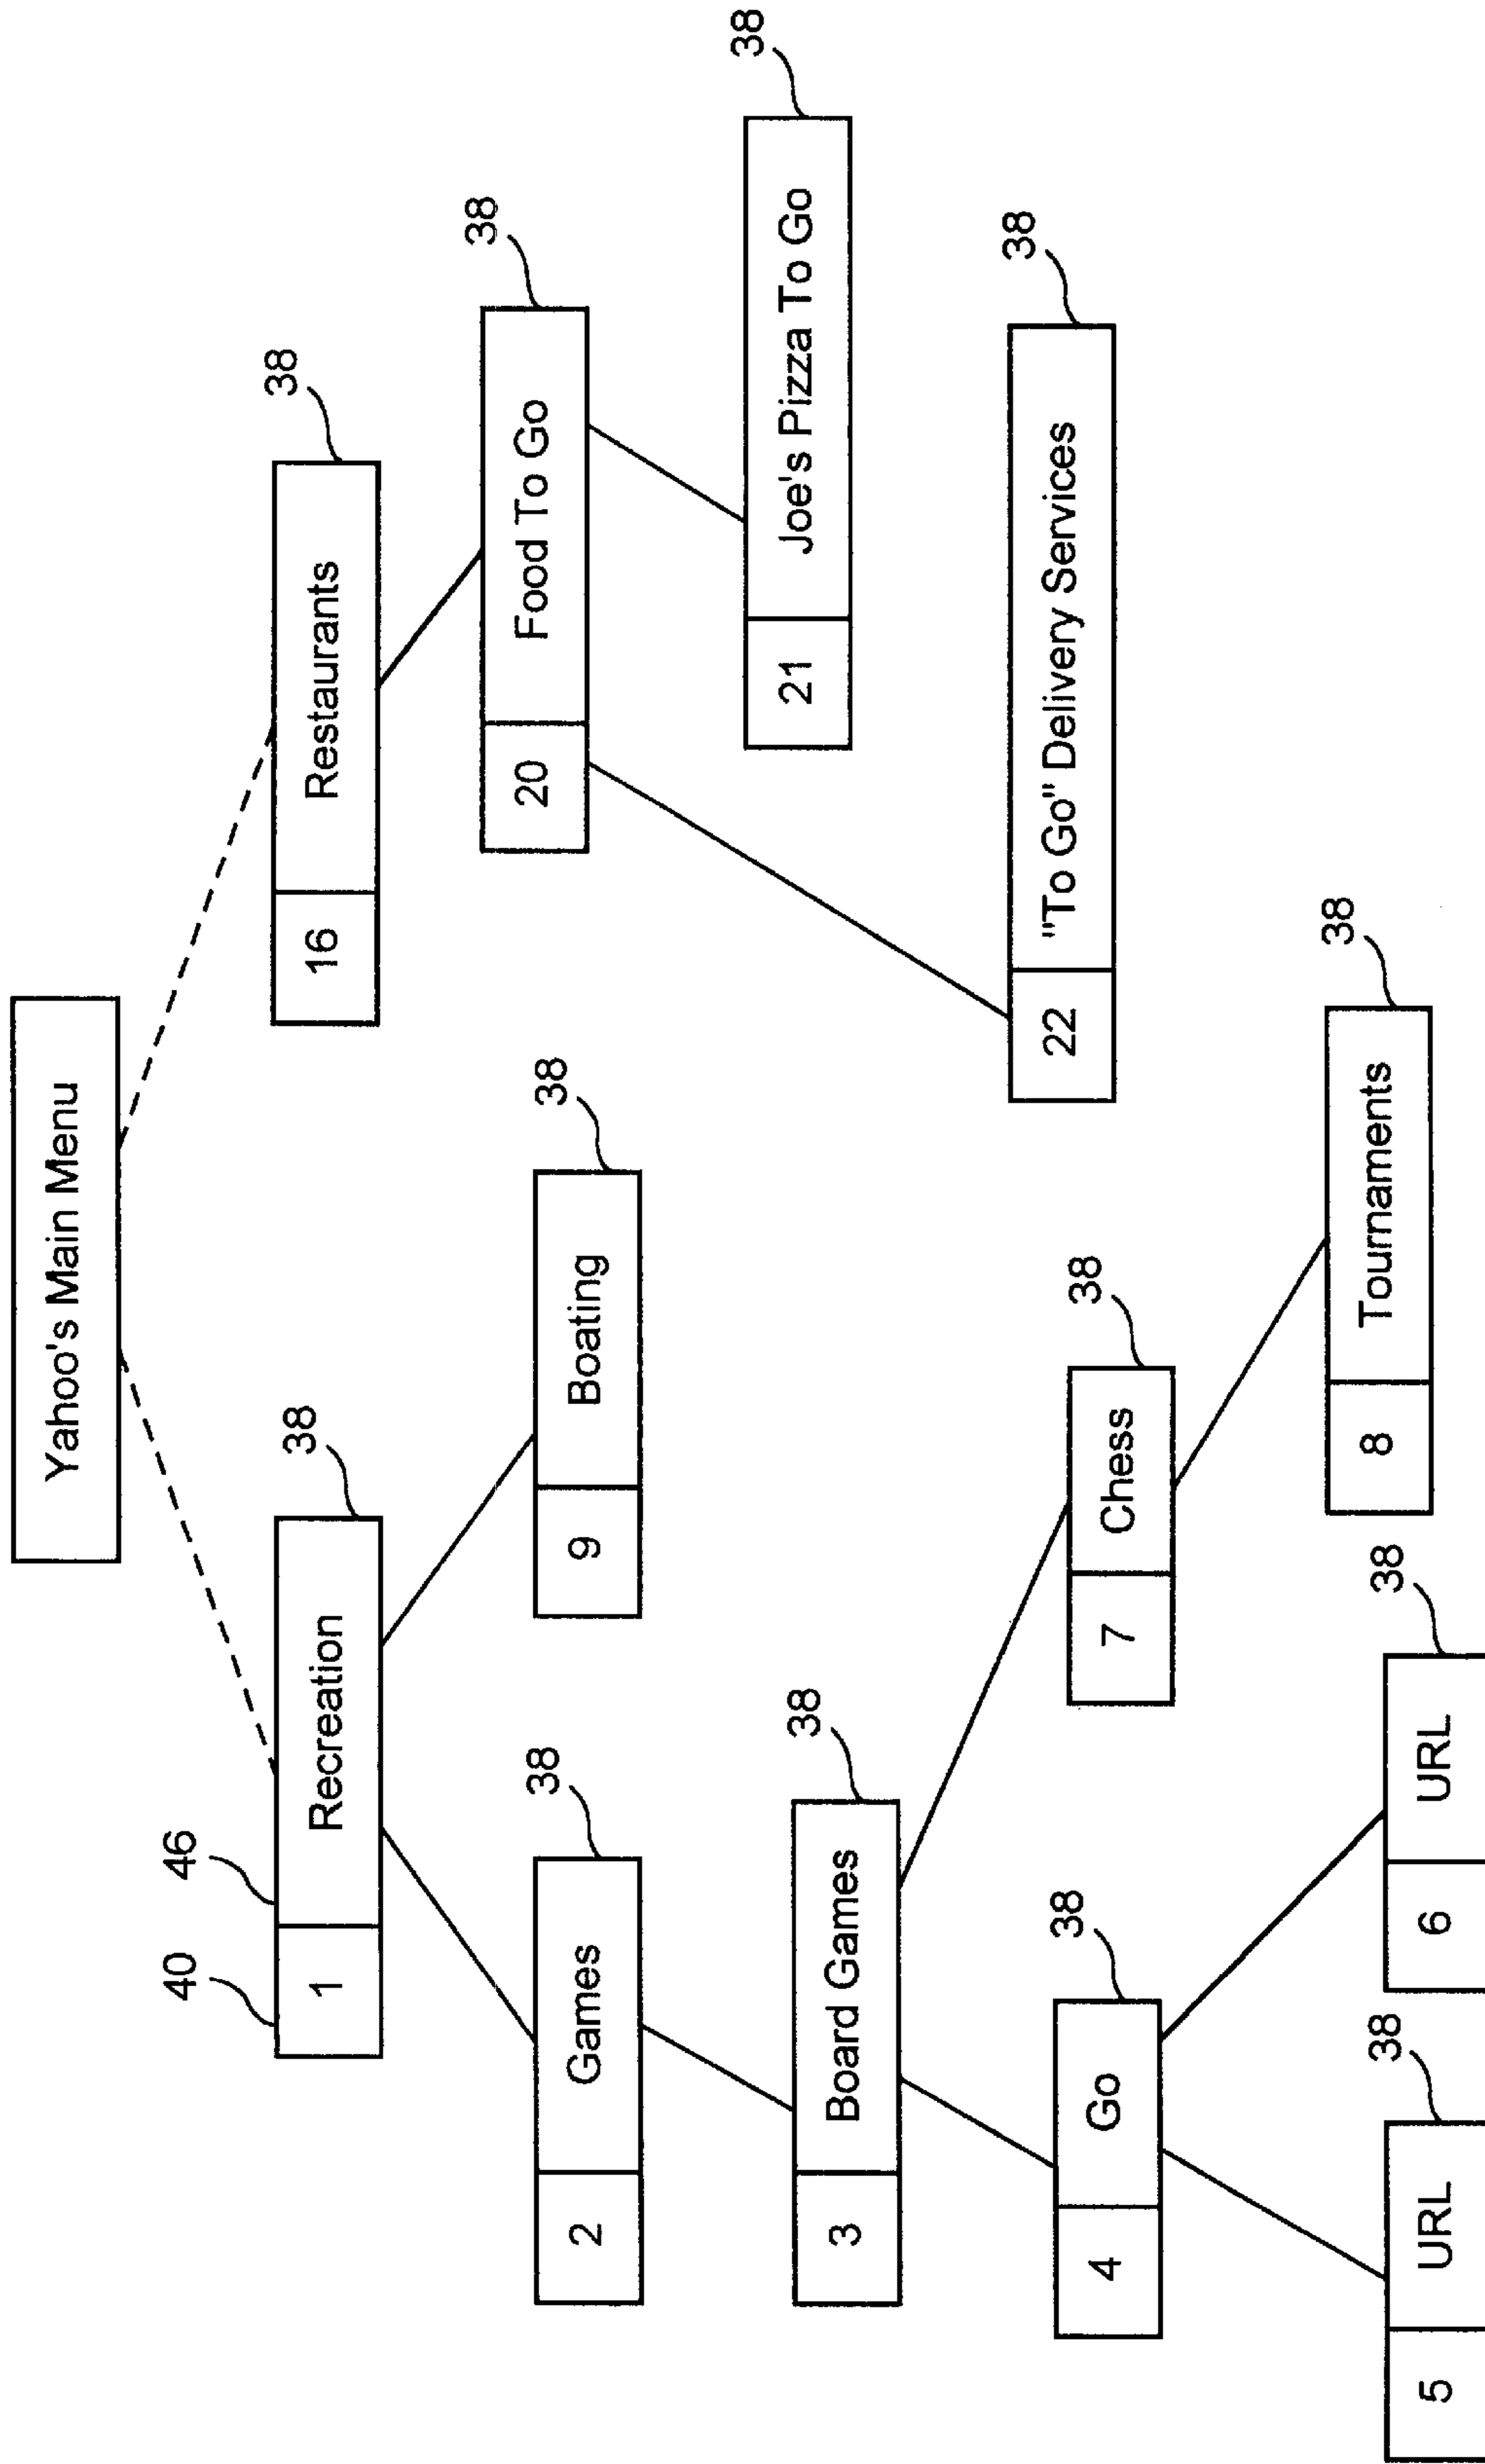 Yahoo's Main Menu
40
46
1 Recreation
38
16 Restaurants
38
20 Food To Go
38
2 Games
38
9 Boating
38
21 Joe's Pizza To Go
38
3 Board Games
38
22 "To Go" Delivery Services
38
4 Go
38
7 Chess
38
8 Tournaments
38
5 URL
38
6 URL
38